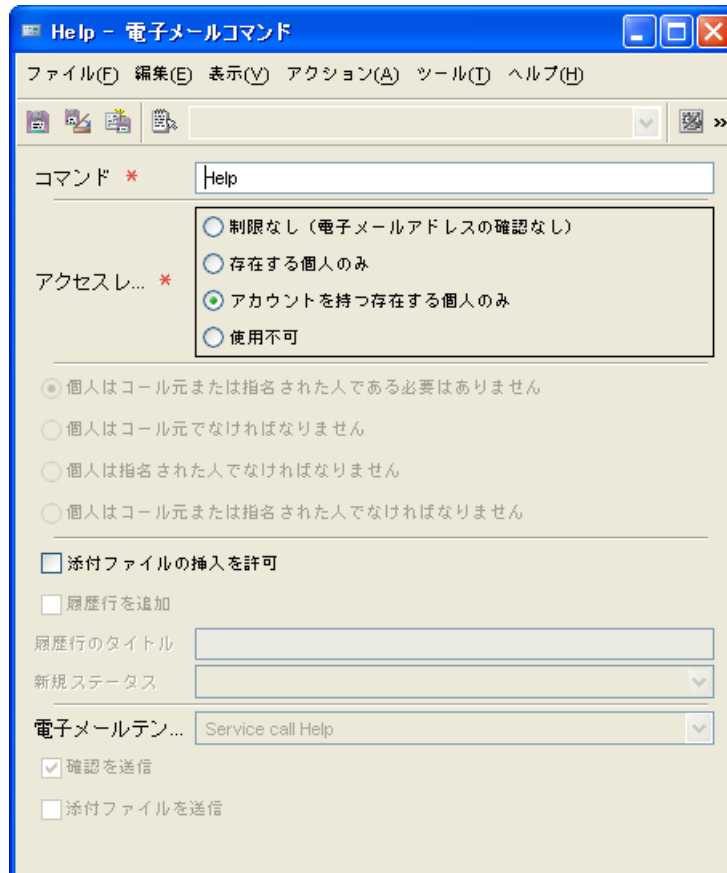 Help - 電子メールコマンド
ファイル(F) 編集(E) 表示(V) アクション(A) ツール(T) ヘルプ(H)
コマンド *
Help
アクセスレ... *
制限なし（電子メールアドレスの確認なし）
存在する個人のみ
アカウントを持つ存在する個人のみ
使用不可
個人はコール元または指名された人である必要はありません
個人はコール元でなければなりません
個人は指名された人でなければなりません
個人はコール元または指名された人でなければなりません
添付ファイルの挿入を許可
履歴行を追加
履歴行のタイトル
新規ステータス
電子メールテン... Service call Help
確認を送信
添付ファイルを送信